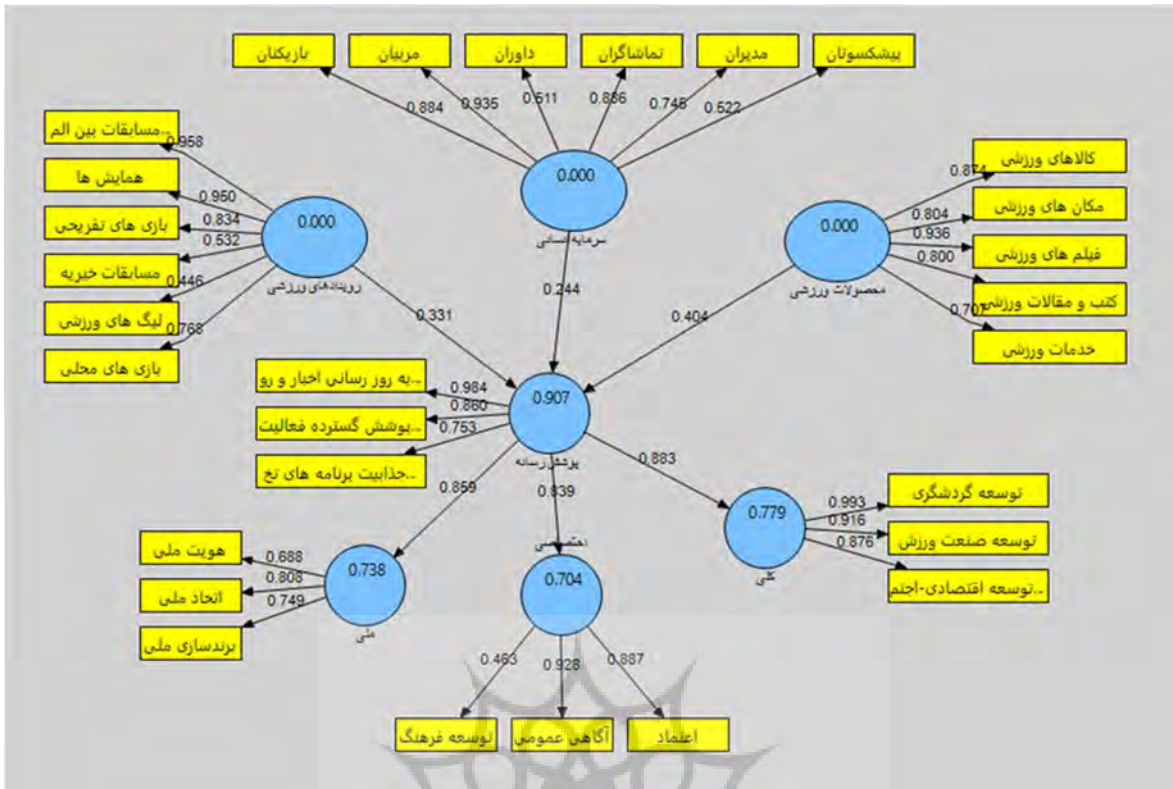 بازیکنان
مربیان
داوران
تماشاگران
مدیران
پیشکسوتان
0.884
0.935
0.511
0.836
0.745
0.522
مسابقات بین الم...
همایش ها
بازی های تفریحی
مسابقات خیریه
لیگ های ورزشی
بازی های محلی
0.958
0.950
0.834
0.532
0.446
0.768
0.000
رویدادهای ورزشی
0.000
سرمایه انسانی
0.000
محصولات ورزشی
کالاهای ورزشی
مکان های ورزشی
فیلم های ورزشی
کتب و مقالات ورزشی
خدمات ورزشی
0.874
0.804
0.936
0.800
0.707
0.331
0.244
0.404
به روز رسانی اخبار و رو...
پوشش گسترده فعالیت...
جذابیت برنامه های تخ...
0.984
0.860
0.753
0.907
پوشش رسانه
0.859
0.839
0.883
هویت ملی
اتحاد ملی
برندسازی ملی
0.688
0.808
0.749
0.738
ملی
اختصاصی
0.704
0.463
0.928
0.887
توسعه فرهنگ
آگاهی عمومی
اعتماد
0.779
کلی
0.993
0.916
0.876
توسعه گردشگری
توسعه صنعت ورزش
توسعه اقتصادی-اجتم...